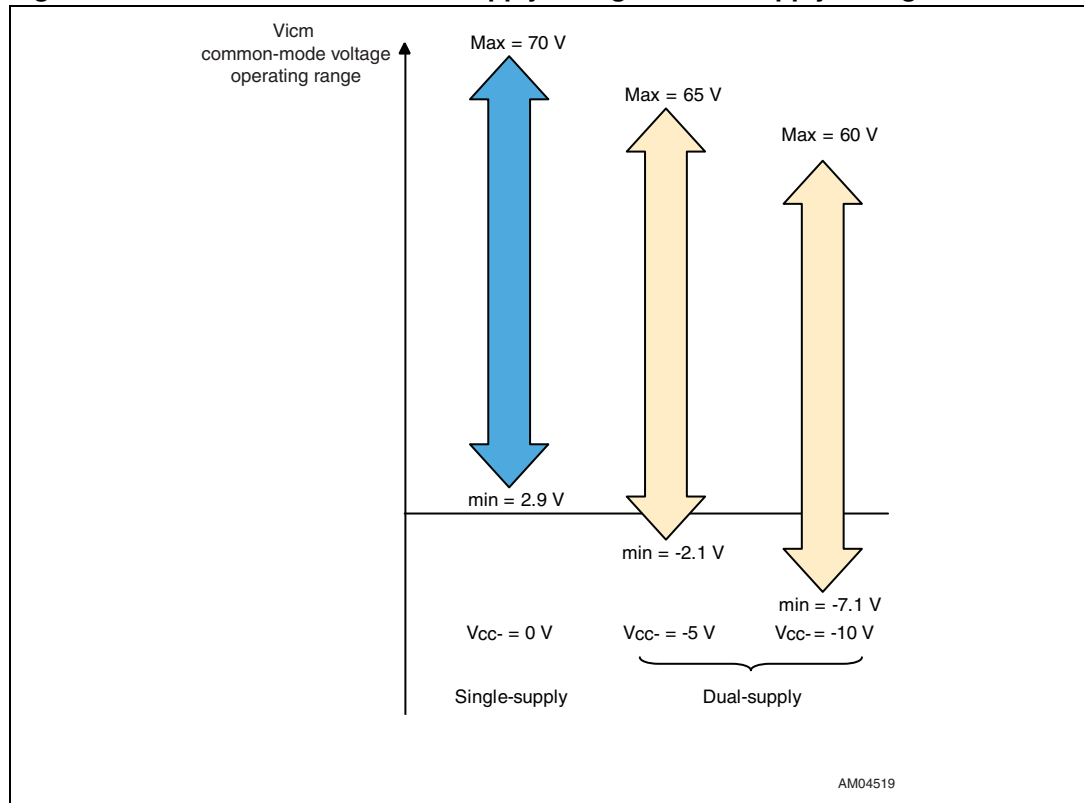 Vicm
common-mode voltage
operating range
Max = 70 V
Max = 65 V
Max = 60 V
min = 2.9 V
min = -2.1 V
min = -7.1 V
Vcc- = 0 V
Vcc- = -5 V
Vcc- = -10 V
Single-supply
Dual-supply
AM04519